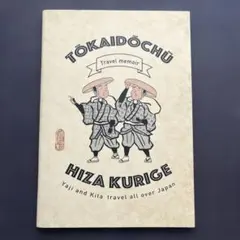 TŌKAIDŌCHŪ
Travel memoir
HIZA KURIGE
Yaji and Kita travel all over Japan